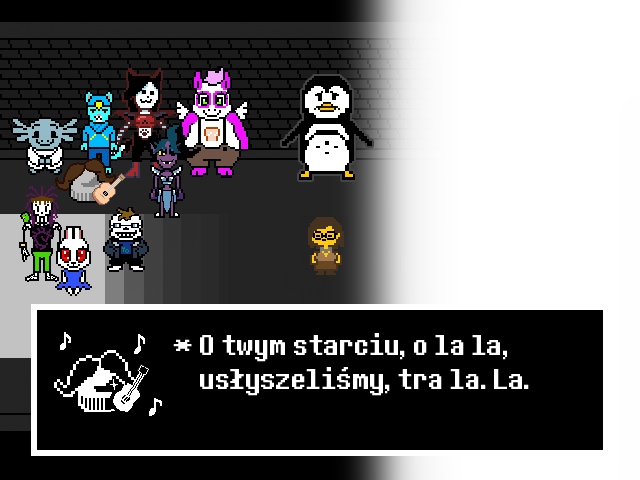 * O twym starciu, o la la,
usłyszeliśmy, tra la. La.